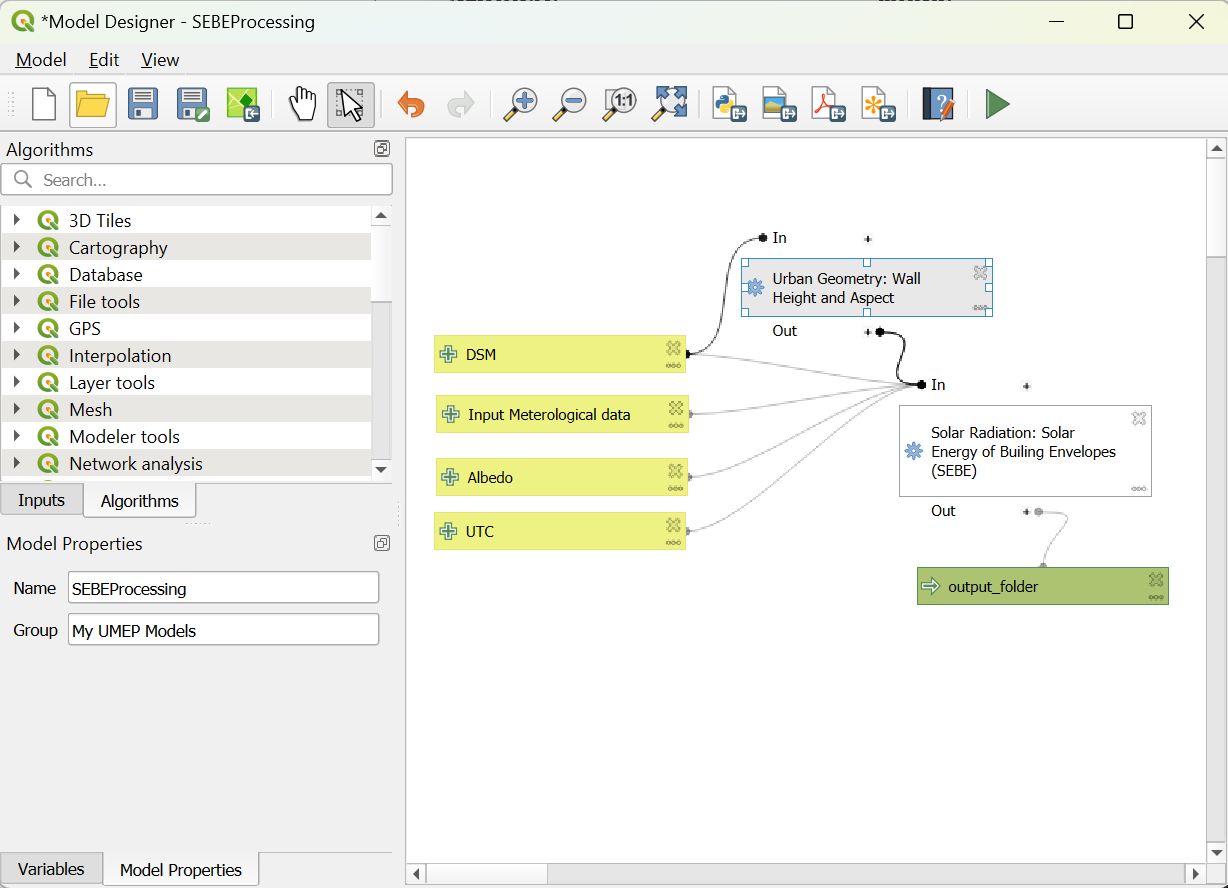 *Model Designer - SEBEProcessing
Model Edit View
1:1
Algorithms
Search...
3D Tiles
Cartography
Database
File tools
GPS
Interpolation
Layer tools
Mesh
Modeler tools
Network analysis
Inputs Algorithms
Model Properties
Name SEBEProcessing
Group My UMEP Models
Variables Model Properties
In
Urban Geometry: Wall
Height and Aspect
Out
DSM
Input Meterological data
Albedo
UTC
In
Solar Radiation: Solar
Energy of Builing Envelopes
(SEBE)
Out
output_folder